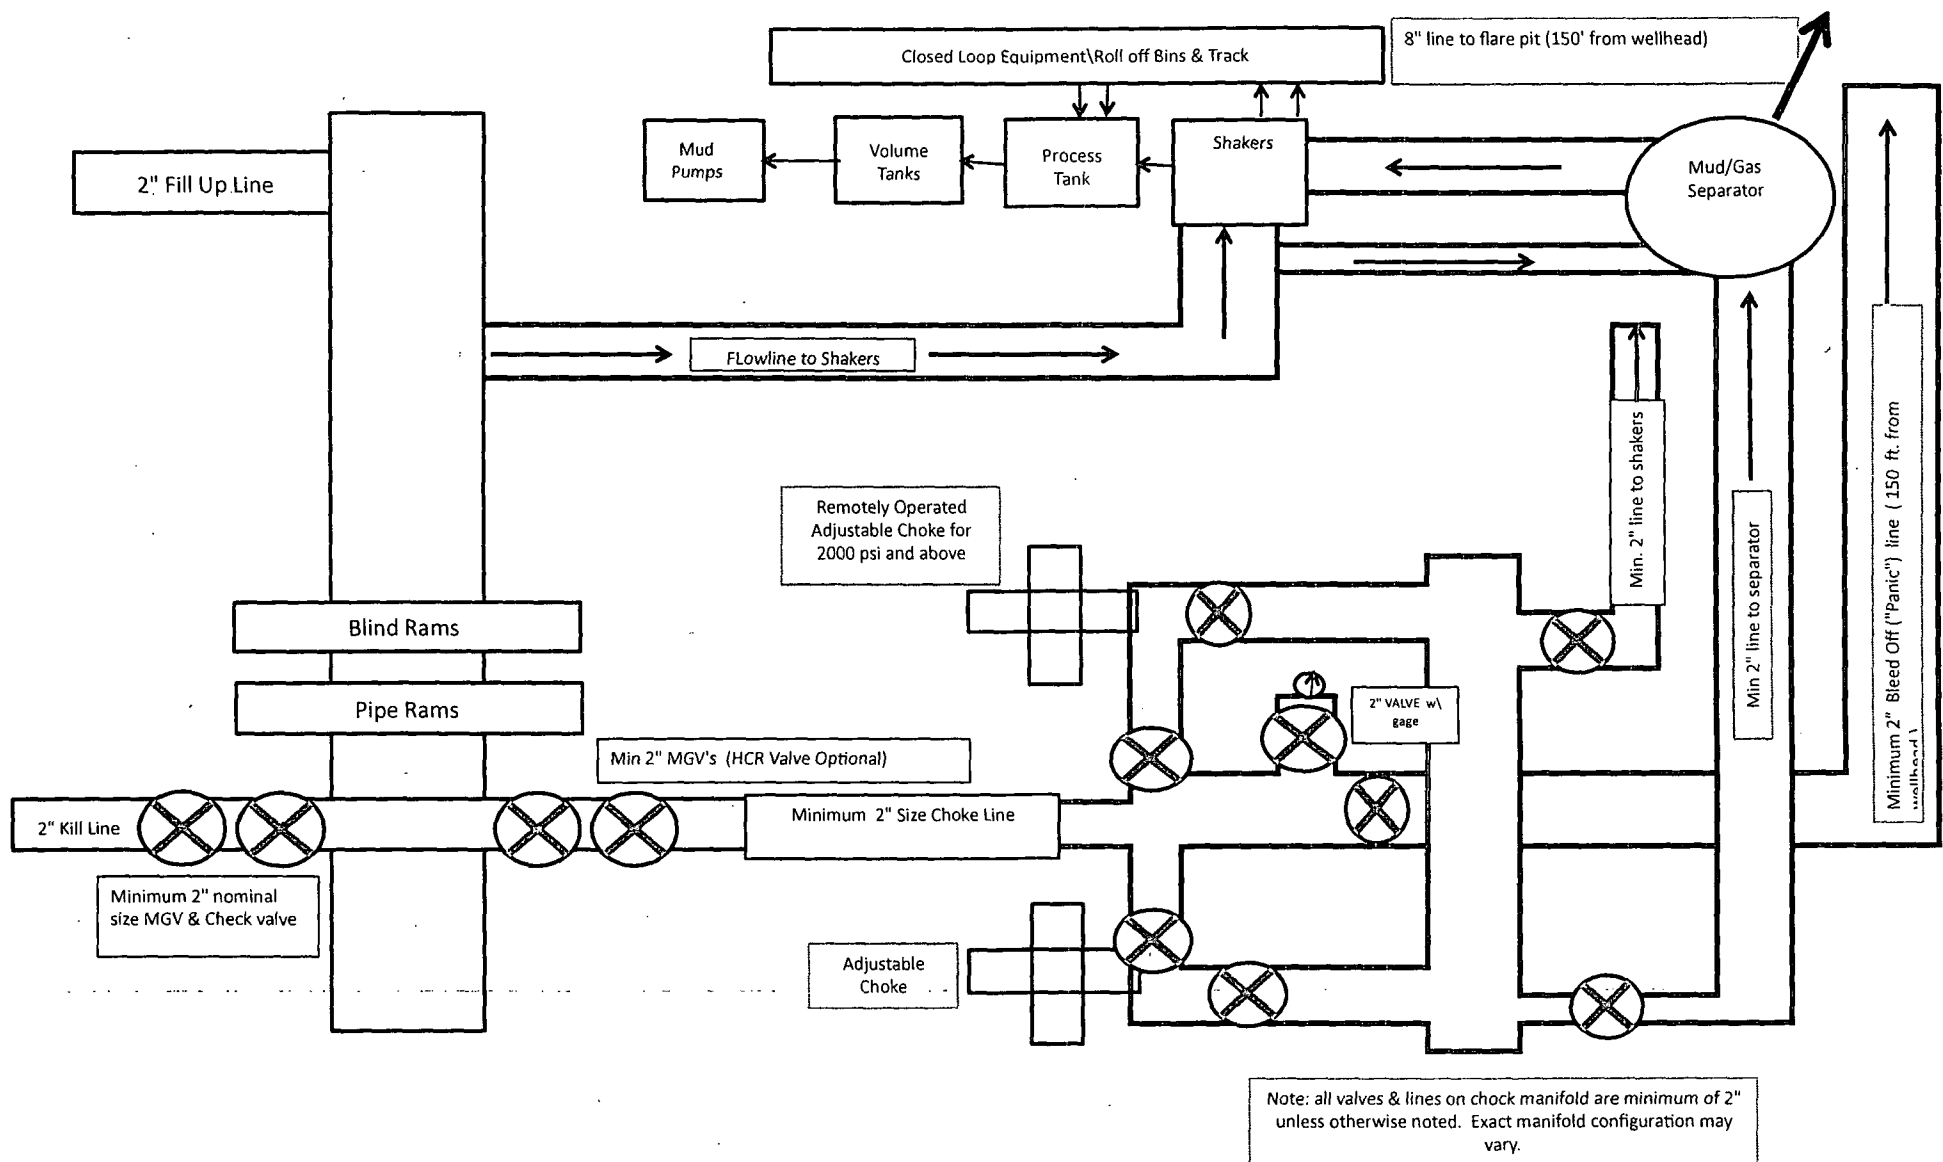 Closed Loop Equipment\Roll off Bins & Track
8" line to flare pit (150' from wellhead)
2" Fill Up Line
Mud
Pumps
Volume
Tanks
Process
Tank
Shakers
Mud/Gas
Separator
FLowline to Shakers
Remotely Operated
Adjustable Choke for
2000 psi and above
Min. 2" line to shakers
Min 2" line to separator
Minimum 2" Bleed Off ("Panic") line ( 150 ft. from
wellhead)
Blind Rams
Pipe Rams
2" VALVE w\
gage
Min 2" MGV's (HCR Valve Optional)
2" Kill Line
Minimum 2" Size Choke Line
Minimum 2" nominal
size MGV & Check valve
Adjustable
Choke
Note: all valves & lines on chock manifold are minimum of 2"
unless otherwise noted. Exact manifold configuration may
vary.